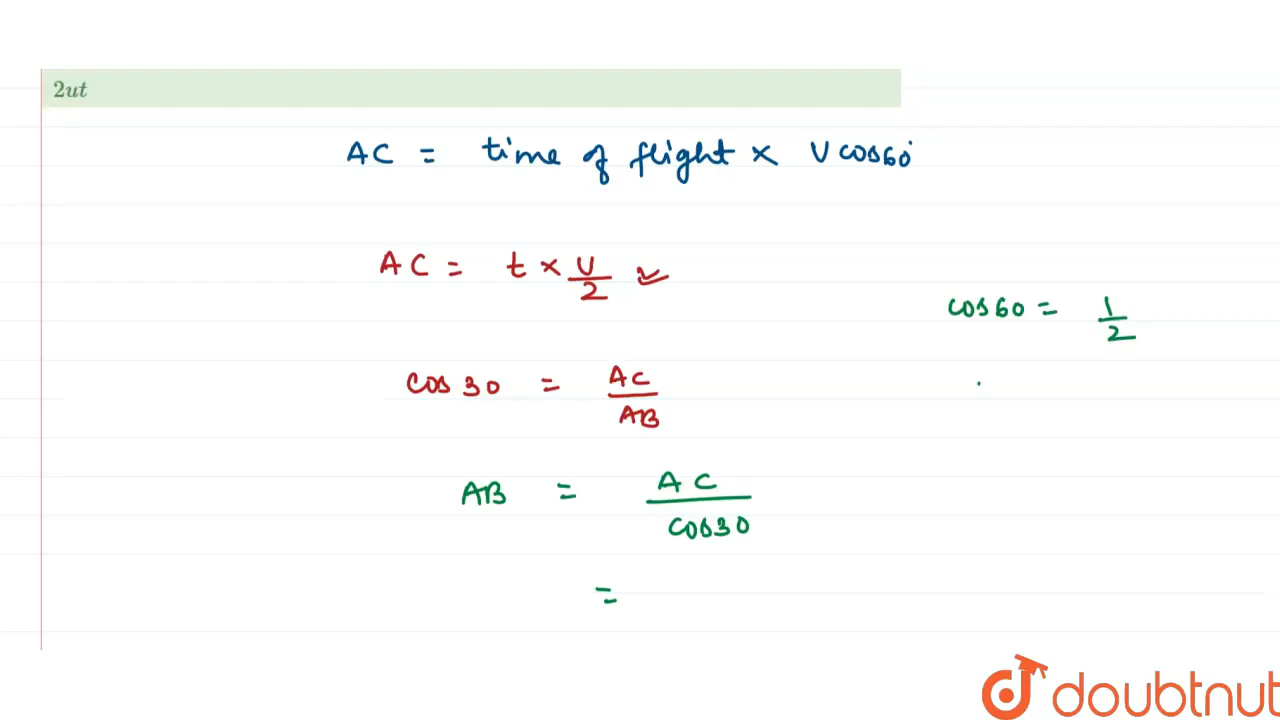 2ut
AC = time of flight × U cos60°
AC = t × U/2
cos60 = 1/2
cos 30 = AC/AB
AB = AC/cos30
=
doubtnut